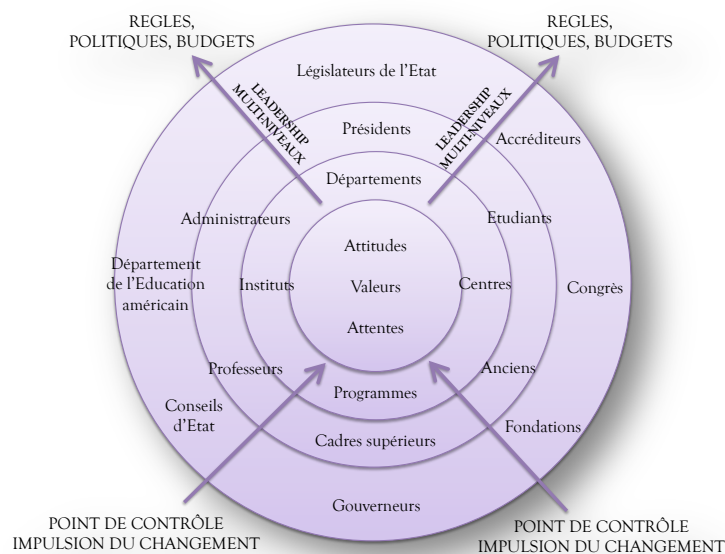 REGLES,
POLITIQUES, BUDGETS
REGLES,
POLITIQUES, BUDGETS
Législateurs de l'Etat
LEADERSHIP
MULTI-NIVEAUX
LEADERSHIP
MULTI-NIVEAUX
Présidents
Accréditeurs
Départements
Administrateurs
Etudiants
Attitudes
Département
de l'Education
américain
Instituts
Valeurs
Centres
Congrès
Attentes
Professeurs
Anciens
Programmes
Conseils
d'Etat
Cadres supérieurs
Fondations
Gouverneurs
POINT DE CONTRÔLE
IMPULSION DU CHANGEMENT
POINT DE CONTRÔLE
IMPULSION DU CHANGEMENT